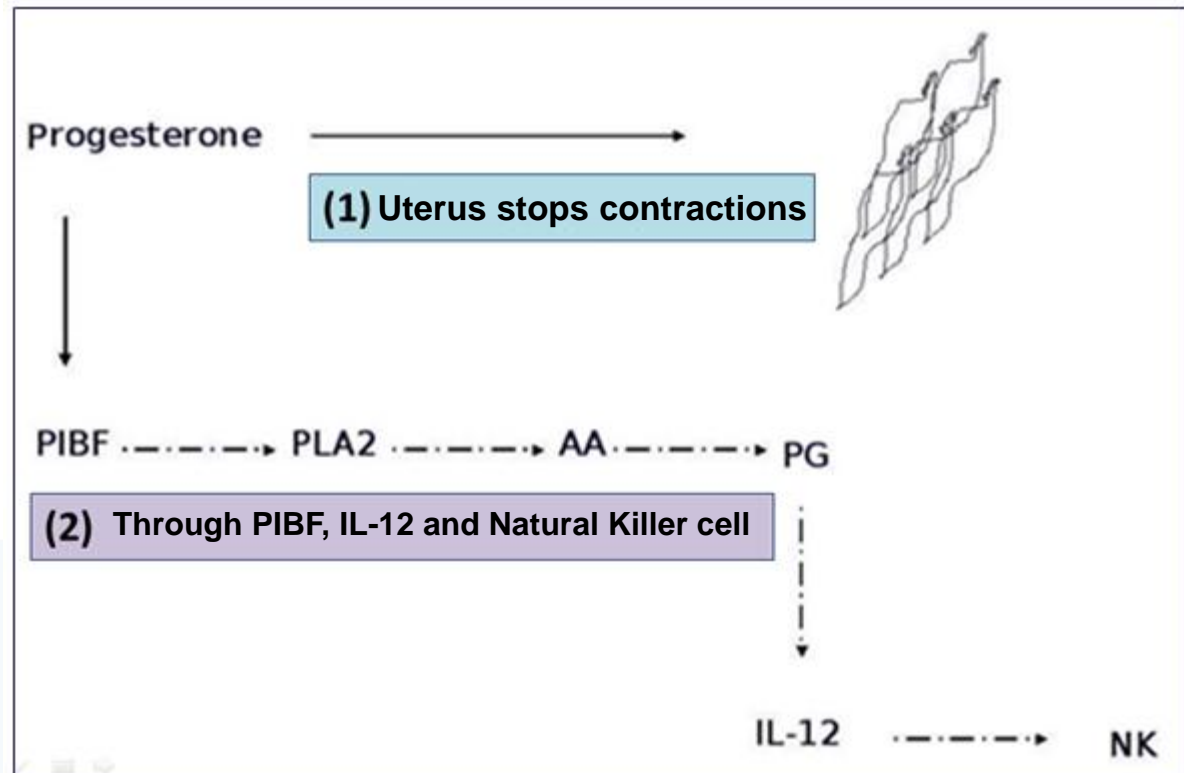 Progesterone
(1) Uterus stops contractions
PIBF PLA2 AA PG
(2) Through PIBF, IL-12 and Natural Killer cell
IL-12 NK